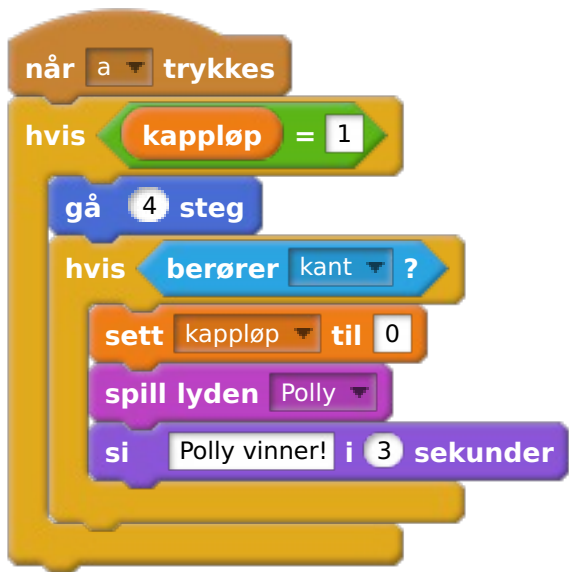 når a trykkes
hvis kappløp = 1
gå 4 steg
hvis berører kant ?
sett kappløp til 0
spill lyden Polly
si Polly vinner! i 3 sekunder